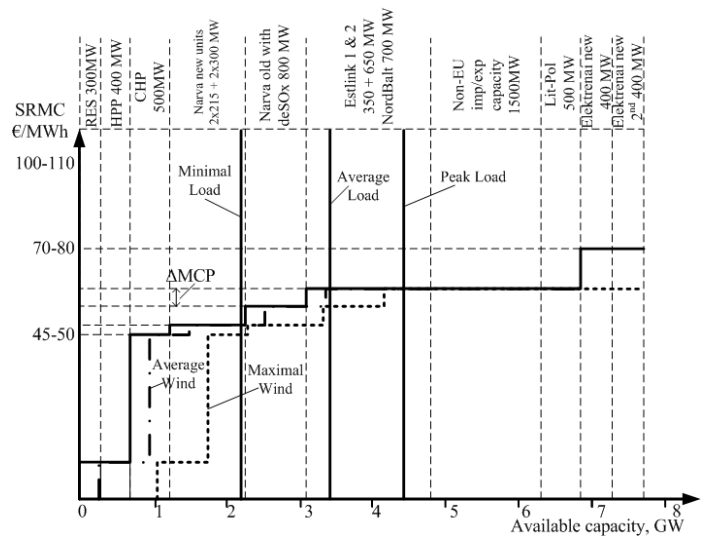 RES 300MW
HPP 400 MW
CHP
500MW
Narva new units
2x215 + 2x300 MW
Narva old with
deSOx 800 MW
Estlink 1 & 2
350 + 650 MW
NordBalt 700 MW
Non-EU
imp/exp
capacity
1500MW
Lit-Pol
500 MW
Elektrenai new
400 MW
Elektrenai new
2nd 400 MW
SRMC
€/MWh
100-110
70-80
45-50
Minimal
Load
Average
Load
Peak Load
ΔMCP
Average
Wind
Maximal
Wind
0
0 1 2 3 4 5 6 7 8
Available capacity, GW